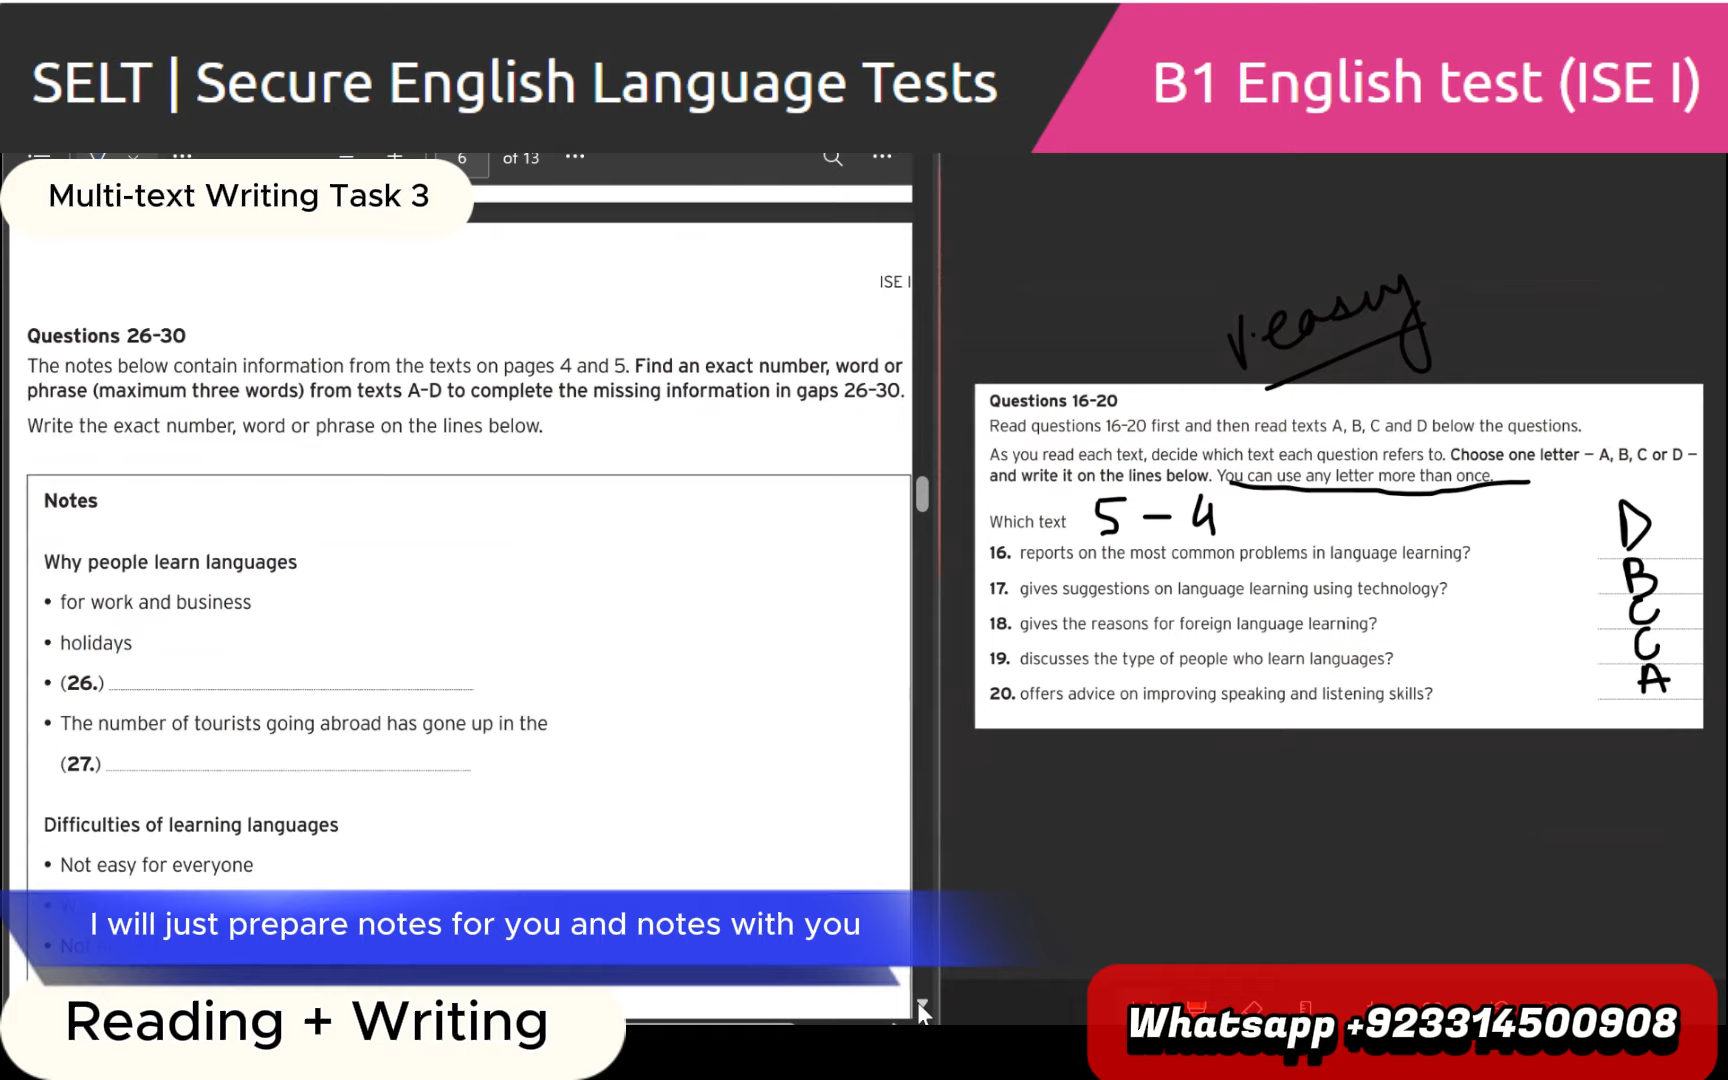 SELT | Secure English Language Tests
B1 English test (ISE I)
6 of 13
Multi-text Writing Task 3
ISE I
Questions 26-30
The notes below contain information from the texts on pages 4 and 5. Find an exact number, word or
phrase (maximum three words) from texts A-D to complete the missing information in gaps 26-30.
Write the exact number, word or phrase on the lines below.
Notes
Why people learn languages
• for work and business
• holidays
• (26.)
• The number of tourists going abroad has gone up in the
(27.)
Difficulties of learning languages
• Not easy for everyone
I will just prepare notes for you and notes with you
Reading + Writing
v.easy
Questions 16-20
Read questions 16-20 first and then read texts A, B, C and D below the questions.
As you read each text, decide which text each question refers to. Choose one letter – A, B, C or D –
and write it on the lines below. You can use any letter more than once.
Which text 5 – 4
16. reports on the most common problems in language learning? D
17. gives suggestions on language learning using technology? B
18. gives the reasons for foreign language learning? C
19. discusses the type of people who learn languages? C
20. offers advice on improving speaking and listening skills? A
Whatsapp +923314500908